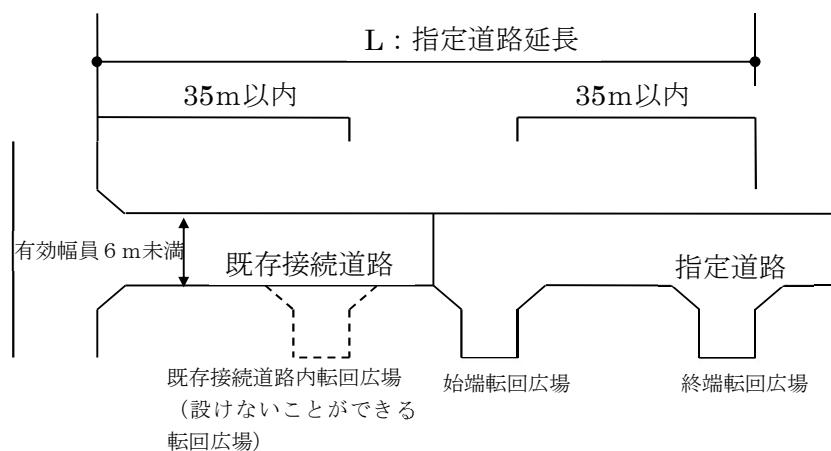 L：指定道路延長
35m以内
35m以内
有効幅員６ｍ未満
既存接続道路
指定道路
既存接続道路内転回広場
（設けないことができる
転回広場）
始端転回広場
終端転回広場